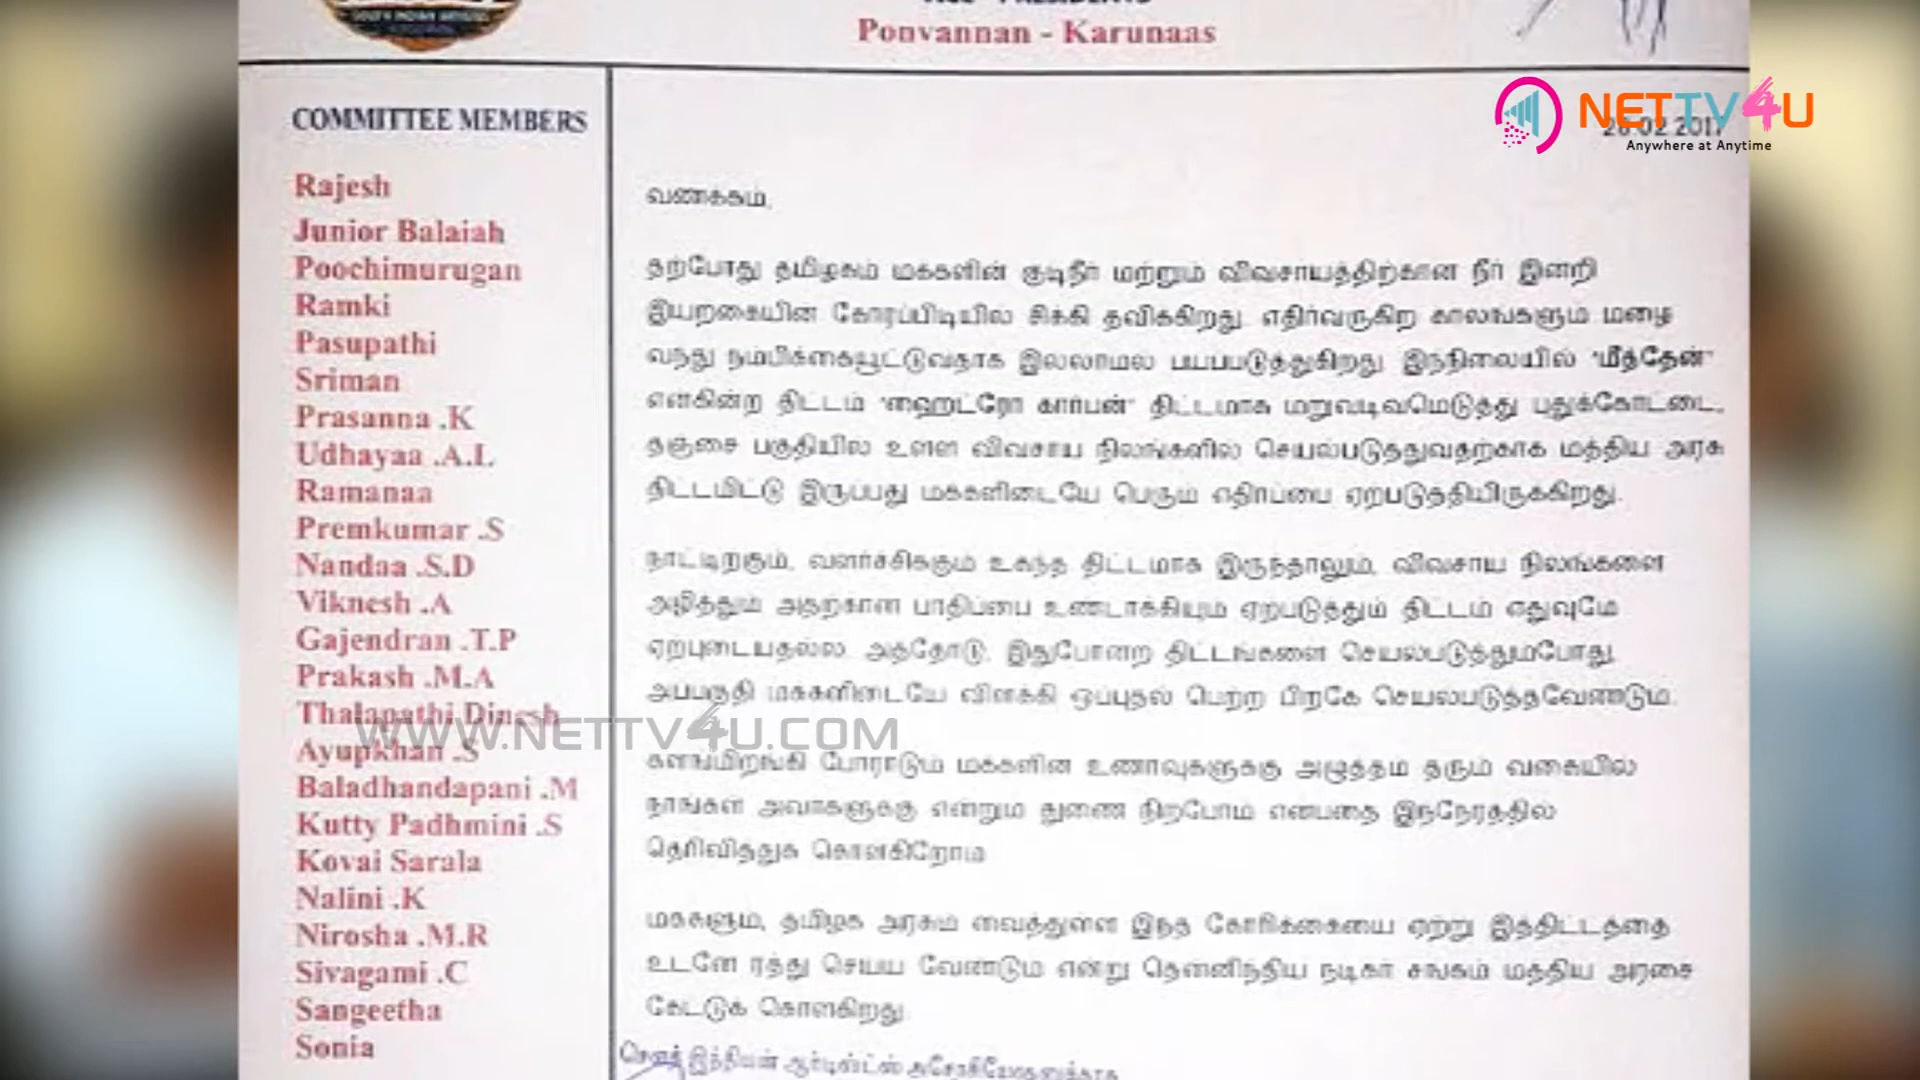 Ponvannan - Karunaas
NETTV4U
Anywhere at Anytime
COMMITTEE MEMBERS
Rajesh
Junior Balaiah
Poochimurugan
Ramki
Pasupathi
Sriman
Prasanna .K
Udhayaa .A.L
Ramanaa
Premkumar .S
Nandaa .S.D
Viknesh .A
Gajendran .T.P
Prakash .M.A
Thalapathi Dinesh
Ayupkhan .S
Baladhandapani .M
Kutty Padhmini .S
Kovai Sarala
Nalini .K
Nirosha .M.R
Sivagami .C
Sangeetha
Sonia
வணக்கம்,
தற்போது தமிழகம் மக்களின் குடிநீர் மற்றும் விவசாயத்திற்கான நீர் இன்றி
இயற்கையின் கோரப்பிடியில் சிக்கி தவிக்கிறது. எதிர்வருகிற காலங்களும் மழை
வந்து நம்பிக்கையூட்டுவதாக இல்லாமல் பயப்படுத்துகிறது. இந்நிலையில் "மீத்தேன்"
என்கின்ற திட்டம் "ஹைட்ரோ கார்பன்" திட்டமாக மறுவடிவமெடுத்து புதுக்கோட்டை,
தஞ்சை பகுதியில் உள்ள விவசாய நிலங்களில் செயல்படுத்துவதற்காக மத்திய அரசு
திட்டமிட்டு இருப்பது மக்களிடையே பெரும் எதிர்ப்பை ஏற்படுத்தியிருக்கிறது.
நாட்டிற்கும், வளர்ச்சிக்கும் உகந்த திட்டமாக இருந்தாலும், விவசாய நிலங்களை
அழித்தும் அதற்கான பாதிப்பை உண்டாக்கியும் ஏற்படுத்தும் திட்டம் எதுவுமே
ஏற்புடையதல்ல. அத்தோடு, இதுபோன்ற திட்டங்களை செயல்படுத்தும்போது
அப்பகுதி மக்களிடையே விளக்கி ஒப்புதல் பெற்ற பிறகே செயல்படுத்தவேண்டும்.
களங்மிறங்கி போராடும் மக்களின் உணர்வுகளுக்கு அழுத்தம் தரும் வகையில்
நாங்கள் அவர்களுக்கு என்றும் துணை நிற்போம் என்பதை இந்நேரத்தில்
தெரிவித்துக் கொள்கிறோம்
மக்களும், தமிழக அரசும் வைத்துள்ள இந்த கோரிக்கையை ஏற்று இத்திட்டத்தை
உடனே ரத்து செய்ய வேண்டும் என்று தென்னிந்திய நடிகர் சங்கம் மத்திய அரசை
கேட்டுக் கொள்கிறது.
WWW.NETTV4U.COM